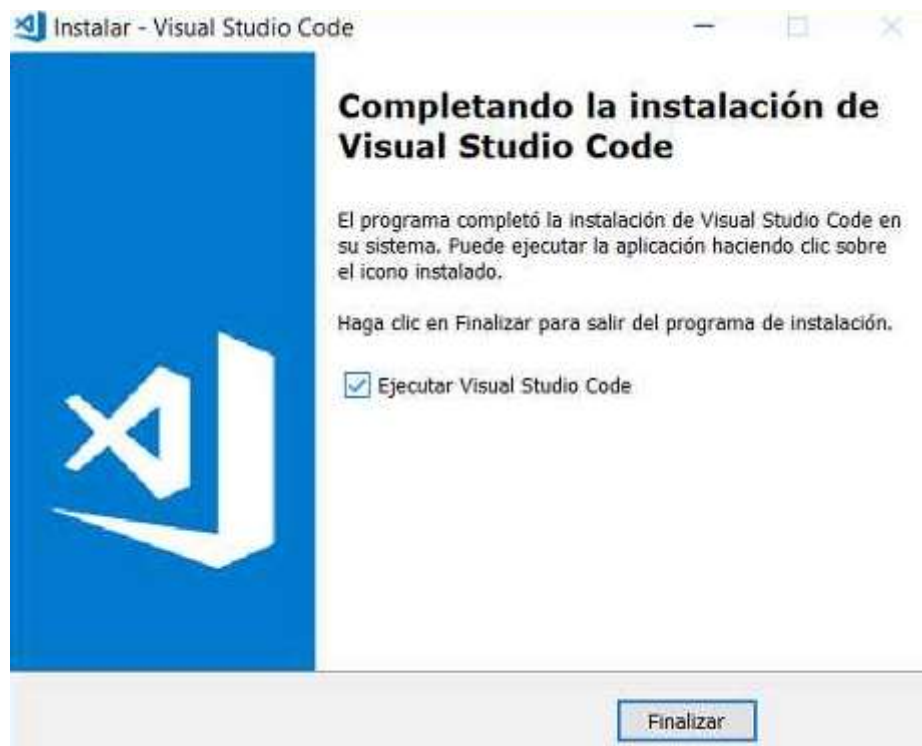 Instalar - Visual Studio Code
Completando la instalación de
Visual Studio Code
El programa completó la instalación de Visual Studio Code en
su sistema. Puede ejecutar la aplicación haciendo clic sobre
el icono instalado.
Haga clic en Finalizar para salir del programa de instalación.
Ejecutar Visual Studio Code
Finalizar